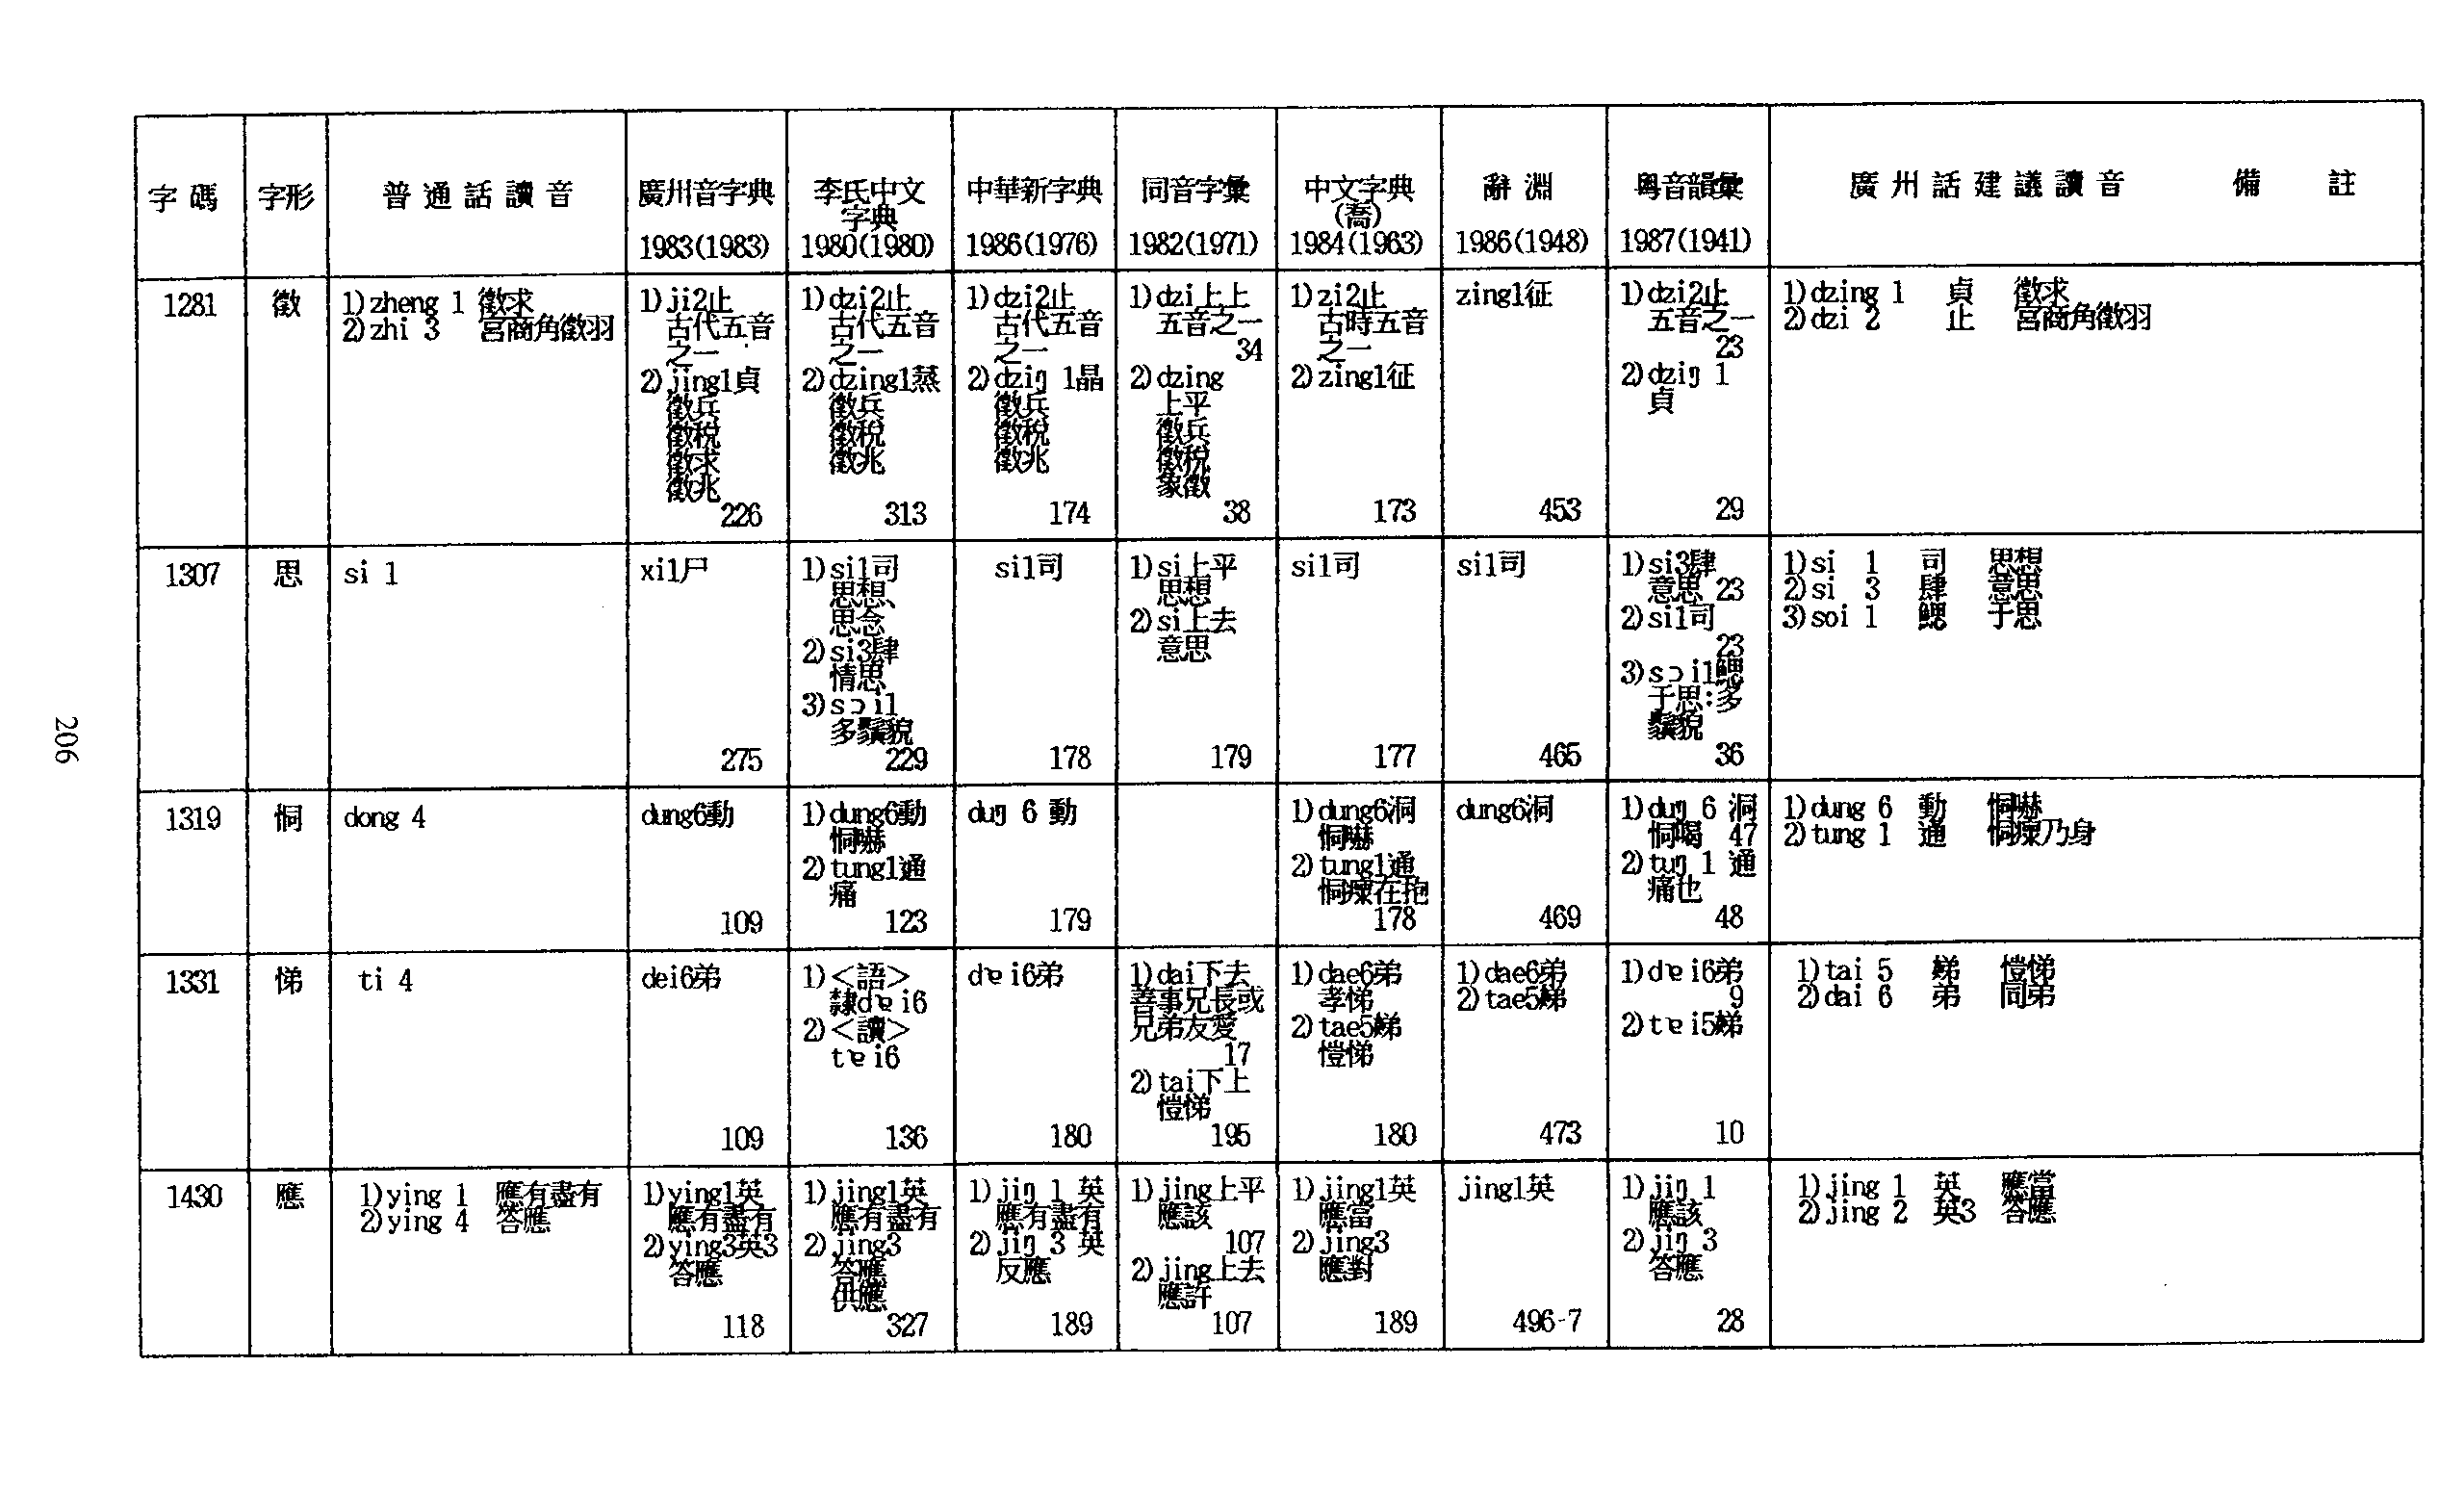 字碼
字形
普通話讀音
廣州音字典
1983(1983)
李氏中文
字典
1980(1980)
中華新字典
1986(1976)
同音字彙
1982(1971)
中文字典
(喬)
1984(1963)
辭淵
1986(1948)
粵音韻彙
1987(1941)
廣州話建議讀音
備註
1281
徵
1)zheng 1 徵求
2)zhi 3 宮商角徵羽
1)ji2止
古代五音
之一
2)jing1貞
徵兵
徵稅
徵求
徵兆
226
1)dzi2止
古代五音
之一
2)dzing1蒸
徵兵
徵稅
徵兆
313
1)dzi2止
古代五音
之一
2)dziŋ 1晶
徵兵
徵稅
徵兆
174
1)dzi上上
五音之一
34
2)dzing
上平
徵兵
徵稅
象徵
38
1)zi2止
古時五音
之一
2)zing1征
173
zing1征
453
1)dzi2止
五音之一
23
2)dziŋ 1
貞
29
1)dzing 1 貞 徵求
2)dzi 2 止 宮商角徵羽
1307
思
si 1
xi1尸
275
1)si1司
思想、
思念
2)si3肆
情思
3)sɔi1
多鬚貌
229
si1司
178
1)si上平
思想
2)si上去
意思
179
si1司
177
si1司
465
1)si3肆
意思 23
2)si1司
23
3)sɔi1鰓
于思:多
鬚貌
36
1)si 1 司 思想
2)si 3 肆 意思
3)soi 1 鰓 于思
1319
恫
dong 4
dung6動
109
1)dung6動
恫嚇
2)tung1通
痛
123
duŋ 6 動
179
1)dung6洞
恫嚇
2)tung1通
恫瘝在抱
178
dung6洞
469
1)duŋ 6 洞
恫喝 47
2)tuŋ 1 通
痛也
48
1)dung 6 動 恫嚇
2)tung 1 通 恫瘝乃身
1331
悌
ti 4
dei6弟
109
1)<語>
隸dɐi6
2)<讀>
tɐi6
136
dɐi6弟
180
1)dai下去
善事兄長或
兄弟友愛
17
2)tai下上
愷悌
195
1)dae6弟
孝悌
2)tae5娣
愷悌
180
1)dae6弟
2)tae5娣
473
1)dɐi6弟
9
2)tɐi5娣
10
1)tai 5 娣 愷悌
2)dai 6 弟 同弟
1430
應
1)ying 1 應有盡有
2)ying 4 答應
1)ying1英
應有盡有
2)ying3英3
答應
118
1)jing1英
應有盡有
2)jing3
答應
供應
327
1)jiŋ 1 英
應有盡有
2)jiŋ 3 英
反應
189
1)jing上平
應該
107
2)jing上去
應許
107
1)jing1英
應當
2)jing3
應對
189
jing1英
496-7
1)jiŋ 1
應該
2)jiŋ 3
答應
28
1)jing 1 英 應當
2)jing 2 英3 答應
206